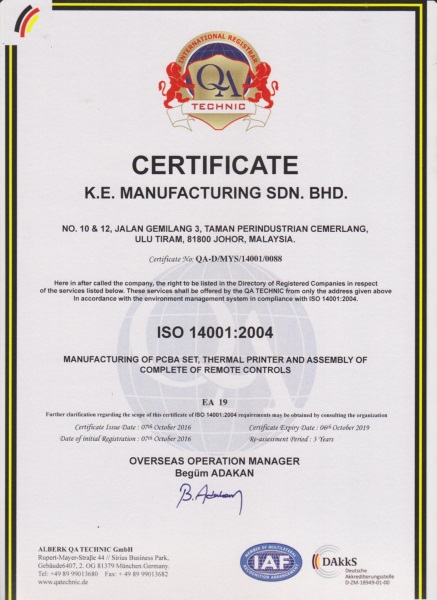 INTERNATIONAL REGISTRAR
QA
TECHNIC
CERTIFICATE
K.E. MANUFACTURING SDN. BHD.
NO. 10 & 12, JALAN GEMILANG 3, TAMAN PERINDUSTRIAN CEMERLANG,
ULU TIRAM, 81800 JOHOR, MALAYSIA.
Certificate No: QA-D/MYS/14001/0088
Here in after called the company, the right to be listed in the Directory of Registered Companies in respect
of the services listed below. These services shall be offered by the QA TECHNIC from only the address given above
In accordance with the environment management system in compliance with ISO 14001:2004.
ISO 14001:2004
MANUFACTURING OF PCBA SET, THERMAL PRINTER AND ASSEMBLY OF
COMPLETE OF REMOTE CONTROLS
EA 19
Further clarification regarding the scope of this certificate of ISO 14001:2004 requirements may be obtained by consulting the organization
Certificate Issue Date : 07th October 2016 Certificate Expiry Date : 06th October 2019
Date of initial Registration : 07th October 2016 Re-assessment Period : 3 Years
OVERSEAS OPERATION MANAGER
Begüm ADAKAN
B. Adakan
ALBERK QA TECHNIC GmbH
Rupert-Mayer-Straße 44 // Sirius Business Park,
Gebäude6407, 2. OG 81379 München,Germany.
Tel: +49 89 99013680 Fax: + 49 89 99013682
www.qatechnic.de
MEMBER OF MULTILATERAL
RECOGNITION ARRANGEMENT
IAF
DAkkS
Deutsche
Akkreditierungsstelle
D-ZM-18949-01-00